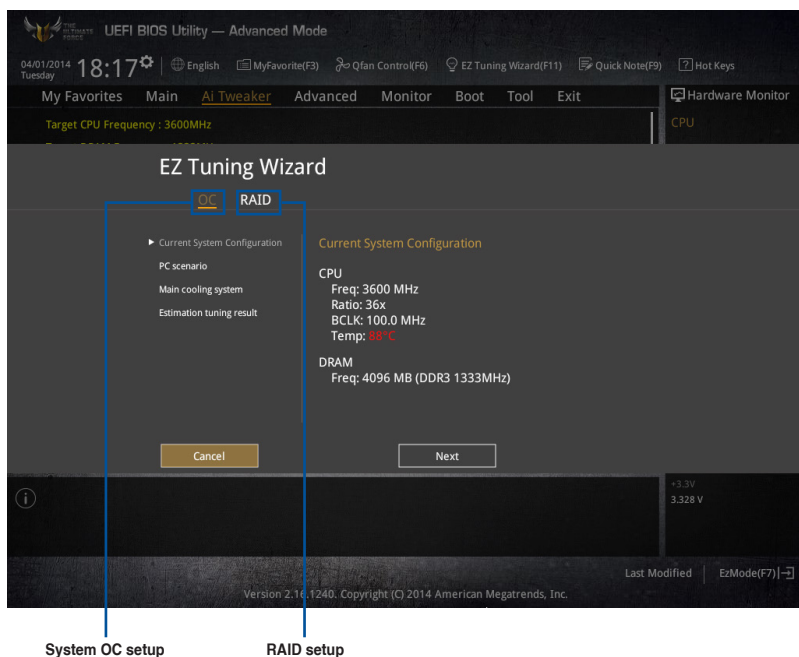 THE ULTIMATE FORCE
UEFI BIOS Utility — Advanced Mode
04/01/2014
Tuesday
18:17
English
MyFavorite(F3)
Qfan Control(F6)
EZ Tuning Wizard(F11)
Quick Note(F9)
? Hot Keys
My Favorites
Main
Ai Tweaker
Advanced
Monitor
Boot
Tool
Exit
Hardware Monitor
Target CPU Frequency : 3600MHz
CPU
EZ Tuning Wizard
OC
RAID
Current System Configuration
PC scenario
Main cooling system
Estimation tuning result
Current System Configuration
CPU
Freq: 3600 MHz
Ratio: 36x
BCLK: 100.0 MHz
Temp: 88°C
DRAM
Freq: 4096 MB (DDR3 1333MHz)
Cancel
Next
+3.3V
3.328 V
Last Modified
EzMode(F7)
Version 2.16.1240. Copyright (C) 2014 American Megatrends, Inc.
System OC setup
RAID setup